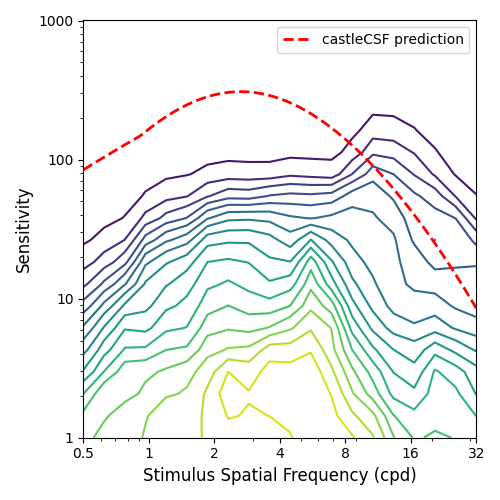 castleCSF prediction
Sensitivity
1000
100
10
1
0.5 1 2 4 8 16 32
Stimulus Spatial Frequency (cpd)